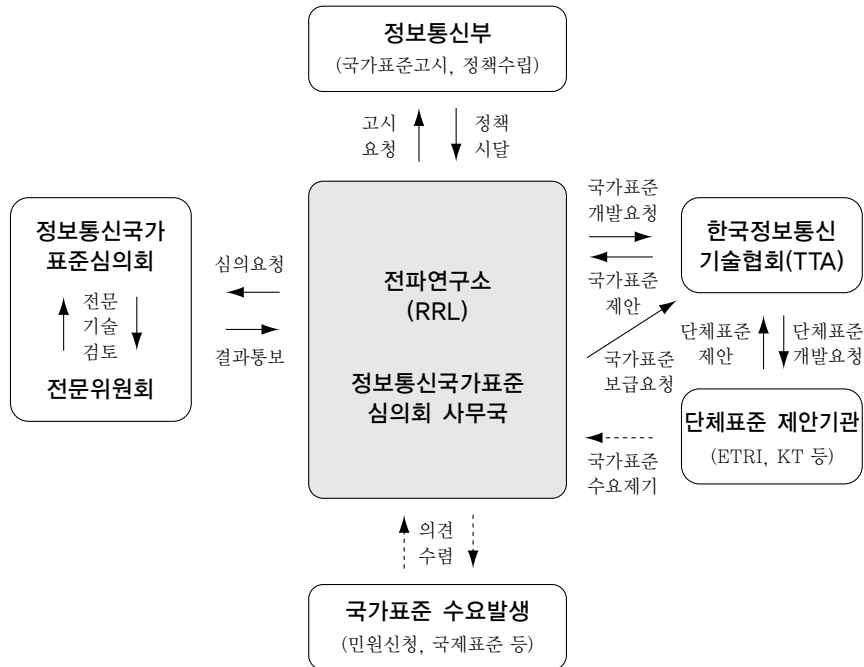 정보통신부
(국가표준고시, 정책수립)
고시
요청
정책
시달
정보통신국가
표준심의회
전문
기술
검토
전문위원회
심의요청
결과통보
전파연구소
(RRL)
정보통신국가표준
심의회 사무국
국가표준
개발요청
국가표준
제안
국가표준
보급요청
한국정보통신
기술협회(TTA)
단체표준
제안
단체표준
개발요청
단체표준 제안기관
(ETRI, KT 등)
국가표준
수요제기
의견
수렴
국가표준 수요발생
(민원신청, 국제표준 등)